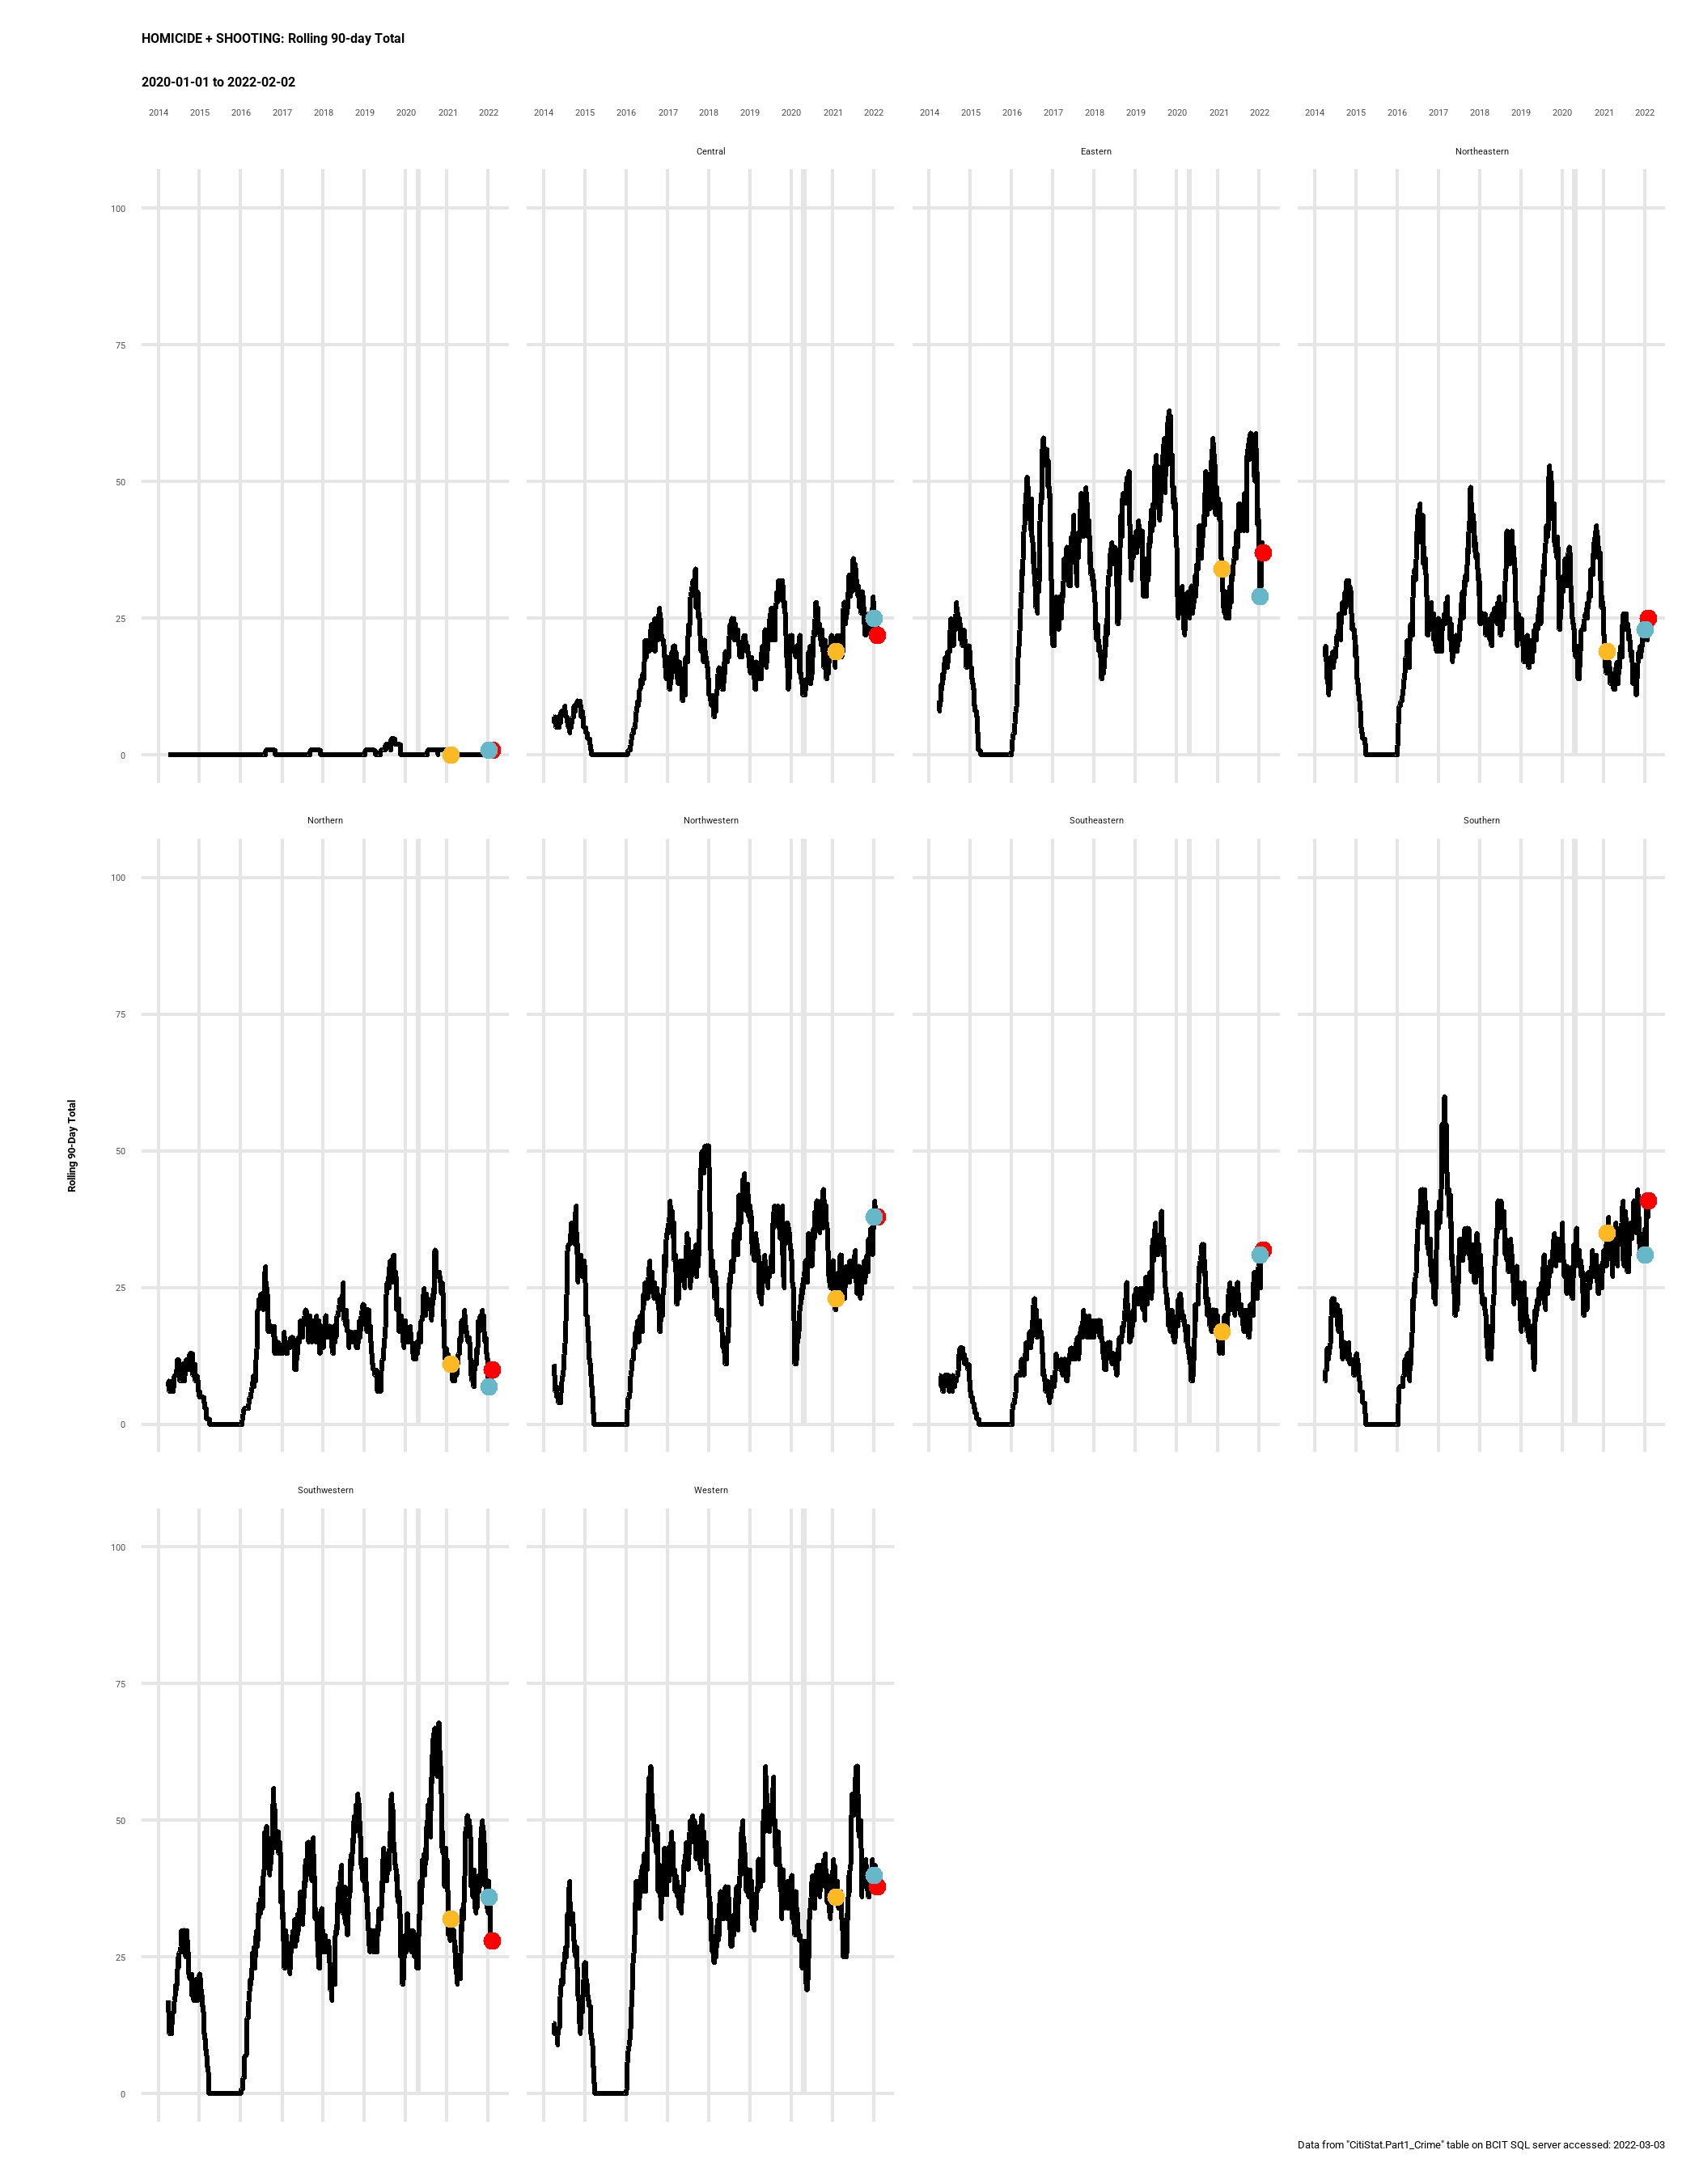 HOMICIDE + SHOOTING: Rolling 90-day Total
2020-01-01 to 2022-02-02
2014 2015 2016 2017 2018 2019 2020 2021 2022 2014 2015 2016 2017 2018 2019 2020 2021 2022 2014 2015 2016 2017 2018 2019 2020 2021 2022 2014 2015 2016 2017 2018 2019 2020 2021 2022
Central Eastern Northeastern
100
75
50
25
0
Northern Northwestern Southeastern Southern
100
75
50
25
0
Rolling 90-Day Total
Southwestern Western
100
75
50
25
0
Data from "CitiStat.Part1_Crime" table on BCIT SQL server accessed: 2022-03-03